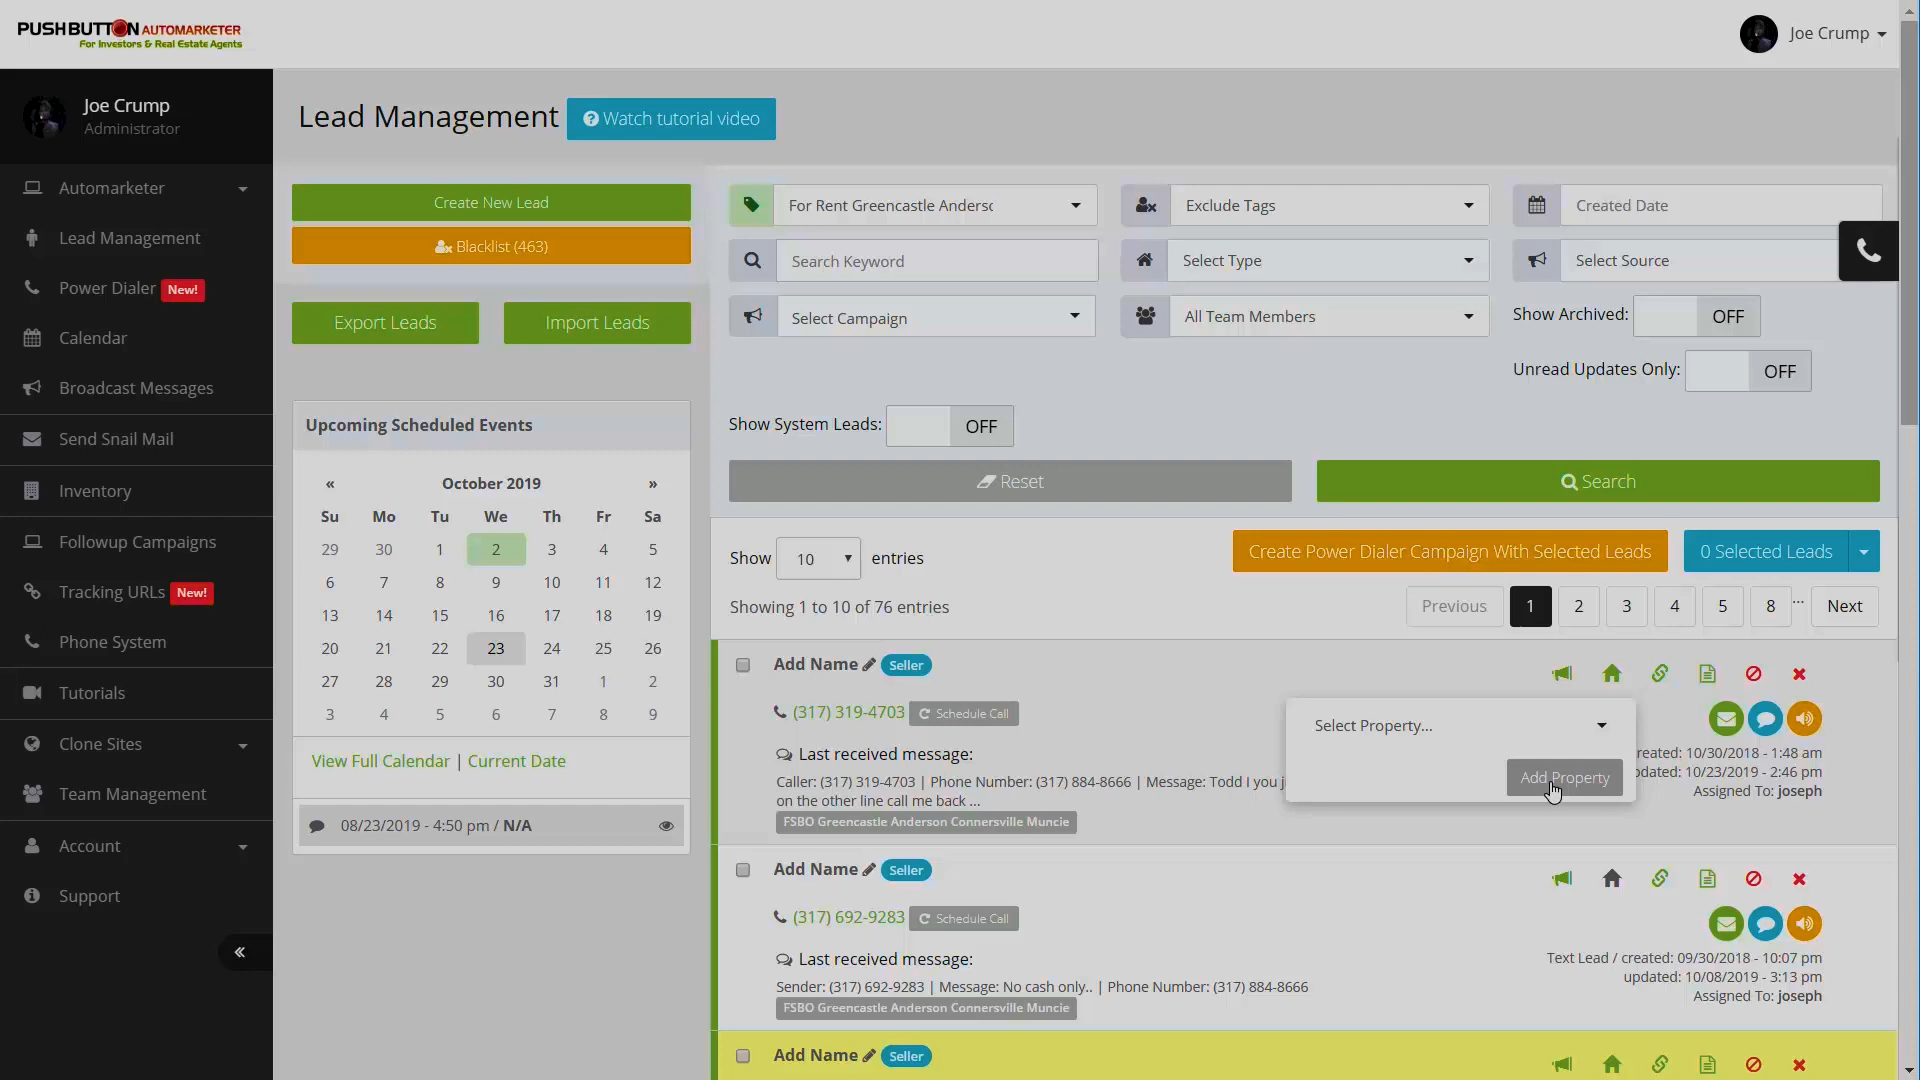 PUSHBUTTON AUTOMARKETER
For Investors & Real Estate Agents
Joe Crump
Joe Crump
Administrator
Automarketer
Lead Management
Power Dialer New!
Calendar
Broadcast Messages
Send Snail Mail
Inventory
Followup Campaigns
Tracking URLs New!
Phone System
Tutorials
Clone Sites
Team Management
Account
Support
«
Lead Management
Watch tutorial video
Create New Lead
Blacklist (463)
Export Leads
Import Leads
Upcoming Scheduled Events
« October 2019 »
Su Mo Tu We Th Fr Sa
29 30 1 2 3 4 5
6 7 8 9 10 11 12
13 14 15 16 17 18 19
20 21 22 23 24 25 26
27 28 29 30 31 1 2
3 4 5 6 7 8 9
View Full Calendar | Current Date
08/23/2019 - 4:50 pm / N/A
For Rent Greencastle Anders
Exclude Tags
Created Date
Search Keyword
Select Type
Select Source
Select Campaign
All Team Members
Show Archived: OFF
Unread Updates Only: OFF
Show System Leads: OFF
Reset
Search
Show 10 entries
Create Power Dialer Campaign With Selected Leads
0 Selected Leads
Showing 1 to 10 of 76 entries
Previous 1 2 3 4 5 8 ... Next
Add Name Seller
(317) 319-4703 Schedule Call
Last received message:
Caller: (317) 319-4703 | Phone Number: (317) 884-8666 | Message: Todd I you j
on the other line call me back ...
FSBO Greencastle Anderson Connersville Muncie
Select Property...
Add Property
reated: 10/30/2018 - 1:48 am
pdated: 10/23/2019 - 2:46 pm
Assigned To: joseph
Add Name Seller
(317) 692-9283 Schedule Call
Last received message:
Sender: (317) 692-9283 | Message: No cash only.. | Phone Number: (317) 884-8666
FSBO Greencastle Anderson Connersville Muncie
Text Lead / created: 09/30/2018 - 10:07 pm
updated: 10/08/2019 - 3:13 pm
Assigned To: joseph
Add Name Seller